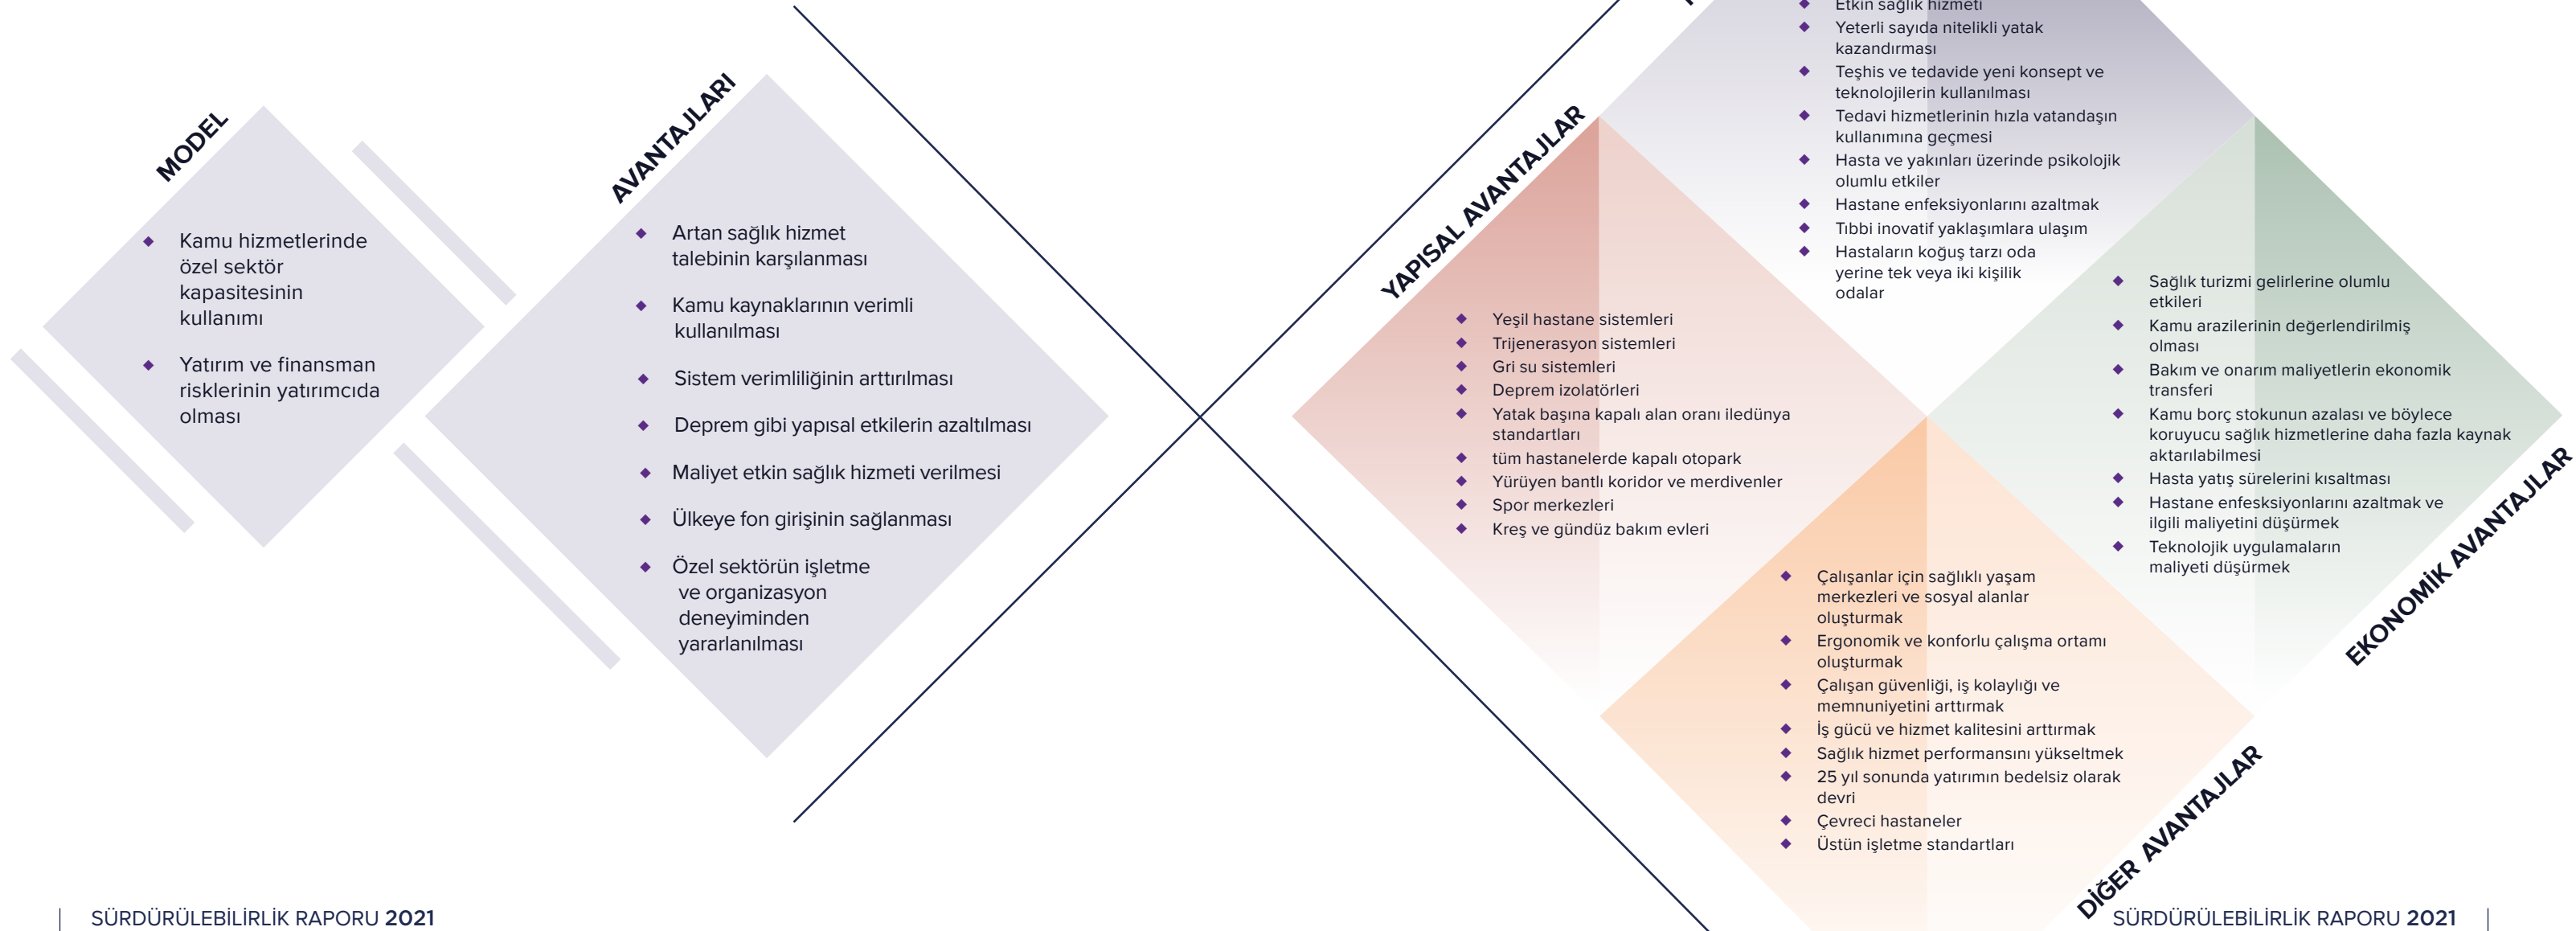 MODEL
Kamu hizmetlerinde
özel sektör
kapasitesinin
kullanımı
Yatırım ve finansman
risklerinin yatırımcıda
olması
AVANTAJLARI
Artan sağlık hizmet
talebinin karşılanması
Kamu kaynaklarının verimli
kullanılması
Sistem verimliliğinin arttırılması
Deprem gibi yapısal etkilerin azaltılması
Maliyet etkin sağlık hizmeti verilmesi
Ülkeye fon girişinin sağlanması
Özel sektörün işletme
ve organizasyon
deneyiminden
yararlanılması
Etkin sağlık hizmeti
Yeterli sayıda nitelikli yatak
kazandırması
Teşhis ve tedavide yeni konsept ve
teknolojilerin kullanılması
Tedavi hizmetlerinin hızla vatandaşın
kullanımına geçmesi
Hasta ve yakınları üzerinde psikolojik
olumlu etkiler
Hastane enfeksiyonlarını azaltmak
Tıbbi inovatif yaklaşımlara ulaşım
Hastaların koğuş tarzı oda
yerine tek veya iki kişilik
odalar
YAPISAL AVANTAJLAR
Yeşil hastane sistemleri
Trijenerasyon sistemleri
Gri su sistemleri
Deprem izolatörleri
Yatak başına kapalı alan oranı iledünya
standartları
tüm hastanelerde kapalı otopark
Yürüyen bantlı koridor ve merdivenler
Spor merkezleri
Kreş ve gündüz bakım evleri
Sağlık turizmi gelirlerine olumlu
etkileri
Kamu arazilerinin değerlendirilmiş
olması
Bakım ve onarım maliyetlerin ekonomik
transferi
Kamu borç stokunun azalası ve böylece
koruyucu sağlık hizmetlerine daha fazla kaynak
aktarılabilmesi
Hasta yatış sürelerini kısaltması
Hastane enfesksiyonlarını azaltmak ve
ilgili maliyetini düşürmek
Teknolojik uygulamaların
maliyeti düşürmek
EKONOMİK AVANTAJLAR
Çalışanlar için sağlıklı yaşam
merkezleri ve sosyal alanlar
oluşturmak
Ergonomik ve konforlu çalışma ortamı
oluşturmak
Çalışan güvenliği, iş kolaylığı ve
memnuniyetini arttırmak
İş gücü ve hizmet kalitesini arttırmak
Sağlık hizmet performansını yükseltmek
25 yıl sonunda yatırımın bedelsiz olarak
devri
Çevreci hastaneler
Üstün işletme standartları
DİĞER AVANTAJLAR
SÜRDÜRÜLEBİLİRLİK RAPORU 2021
SÜRDÜRÜLEBİLİRLİK RAPORU 2021